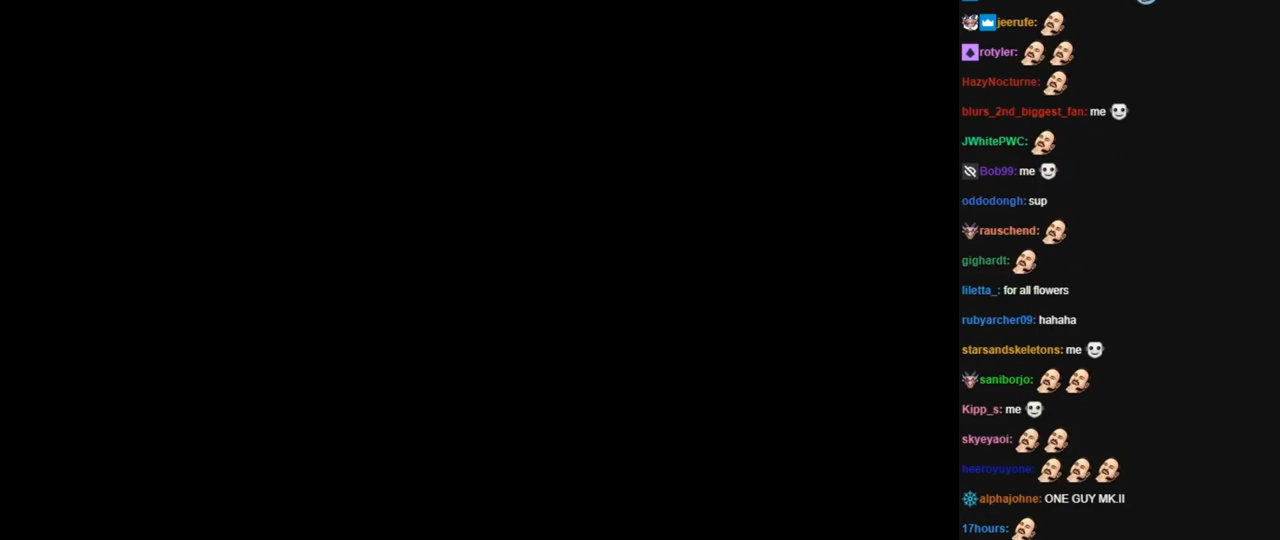 jeerufe:
rotyler:
HazyNocturne:
blurs_2nd_biggest_fan: me
JWhitePWC:
Bob99: me
oddodongh: sup
rauschend:
gighardt:
liletta_: for all flowers
rubyarcher09: hahaha
starsandskeletons: me
saniborjo:
Kipp_s: me
skyeyaoi:
heeroyuyone:
alphajohne: ONE GUY MK.II
17hours: